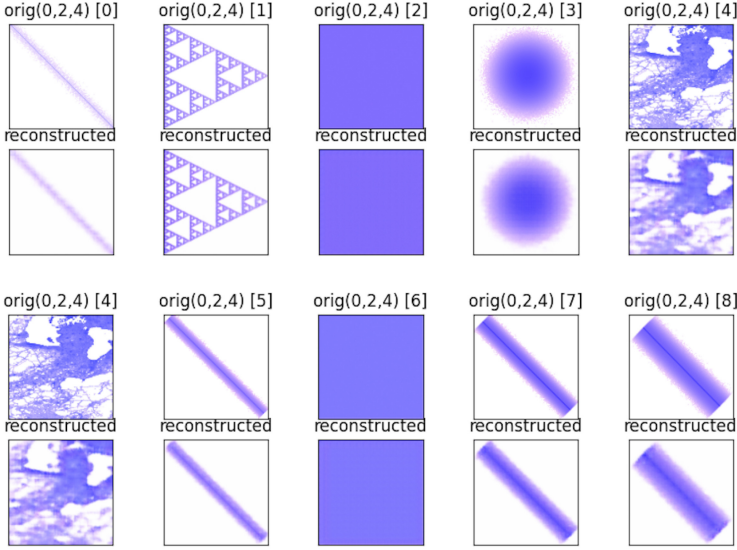 orig(0,2,4) [0] orig(0,2,4) [1] orig(0,2,4) [2] orig(0,2,4) [3] orig(0,2,4) [4]
reconstructed reconstructed reconstructed reconstructed reconstructed
orig(0,2,4) [4] orig(0,2,4) [5] orig(0,2,4) [6] orig(0,2,4) [7] orig(0,2,4) [8]
reconstructed reconstructed reconstructed reconstructed reconstructed